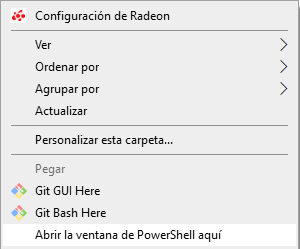 Configuración de Radeon
Ver
Ordenar por
Agrupar por
Actualizar
Personalizar esta carpeta...
Pegar
Git GUI Here
Git Bash Here
Abrir la ventana de PowerShell aquí